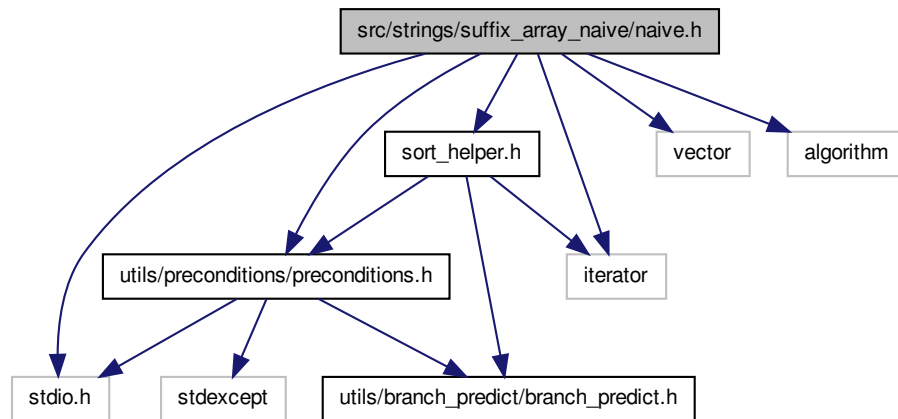 src/strings/suffix_array_naive/naive.h
sort_helper.h
vector
algorithm
utils/preconditions/preconditions.h
iterator
stdio.h
stdexcept
utils/branch_predict/branch_predict.h